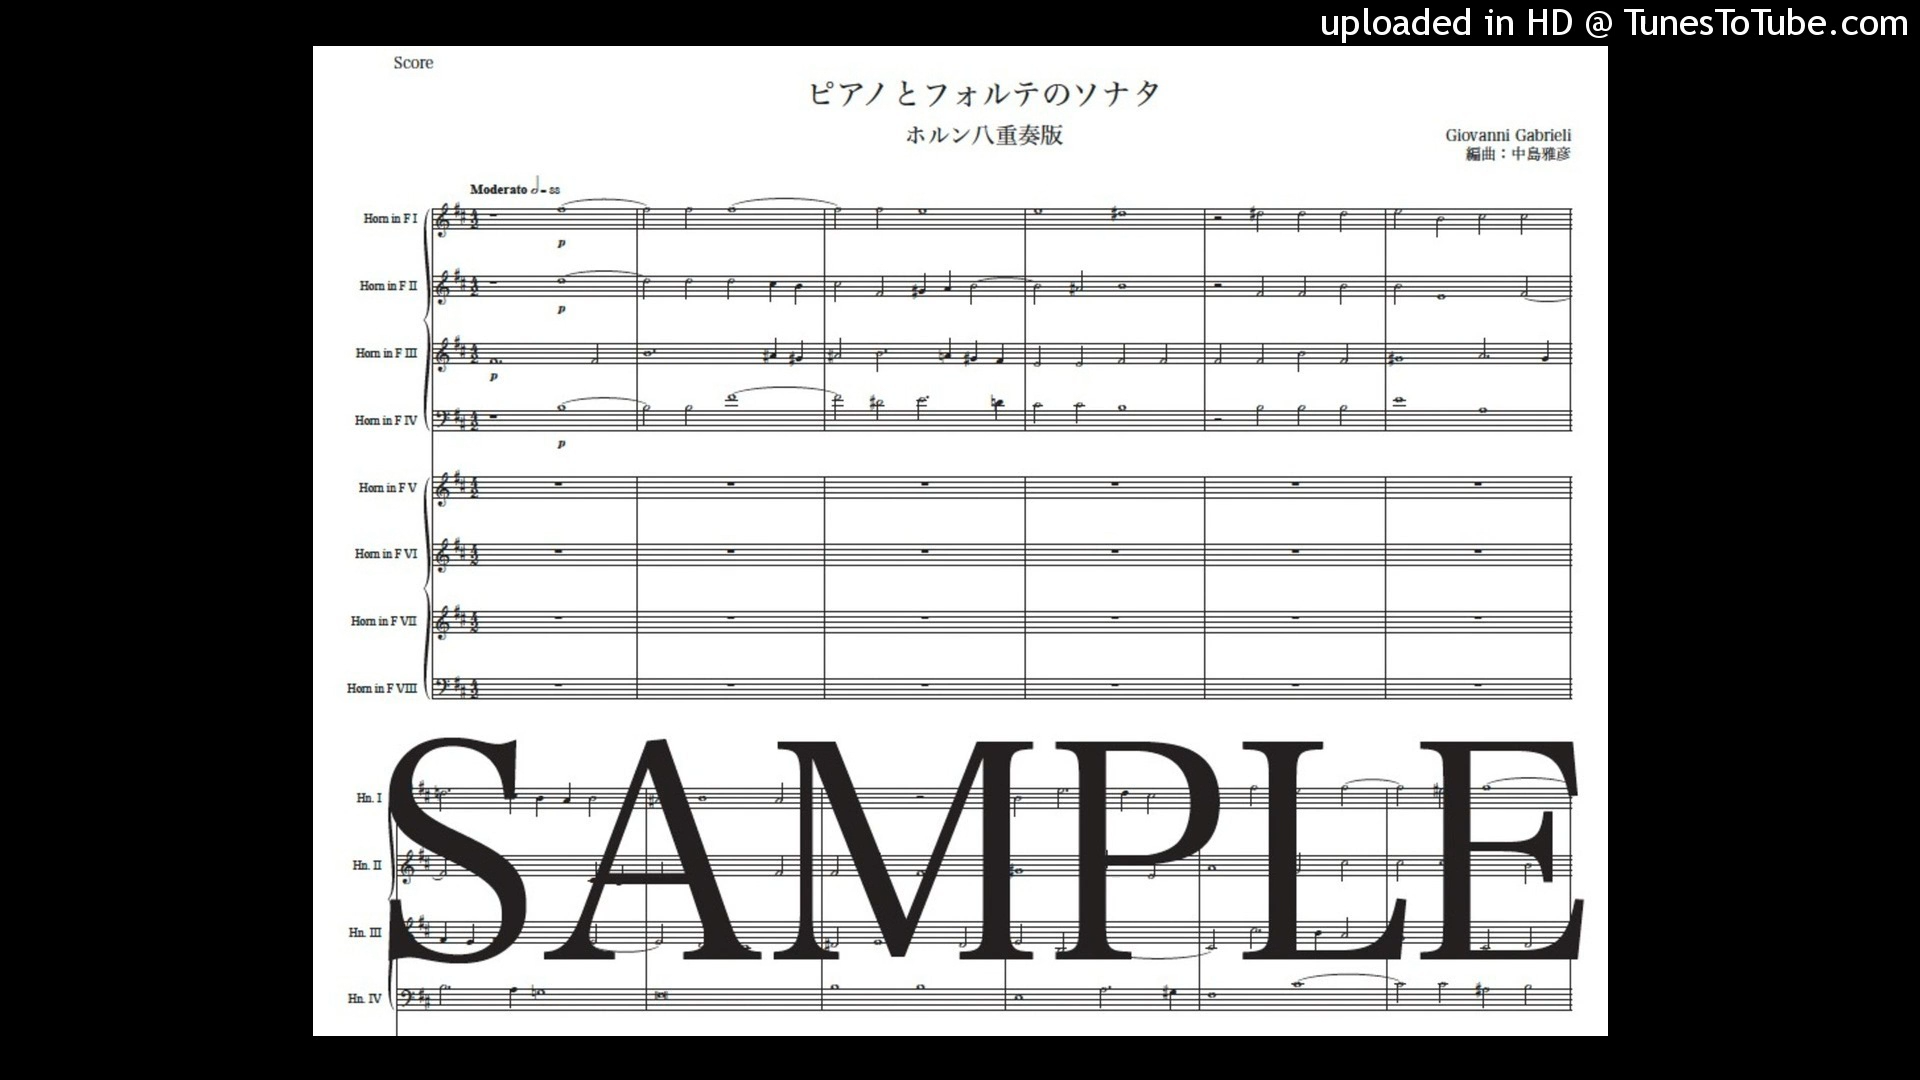 uploaded in HD @ TunesToTube.com
Score
ピアノとフォルテのソナタ
ホルン八重奏版
Giovanni Gabrieli
編曲：中島雅彦
Moderato 𝅗𝅥= 88
Horn in F I
p
Horn in F II
p
Horn in F III
p
Horn in F IV
p
Horn in F V
Horn in F VI
Horn in F VII
Horn in F VIII
SAMPLE
Hn. I
Hn. II
Hn. III
Hn. IV